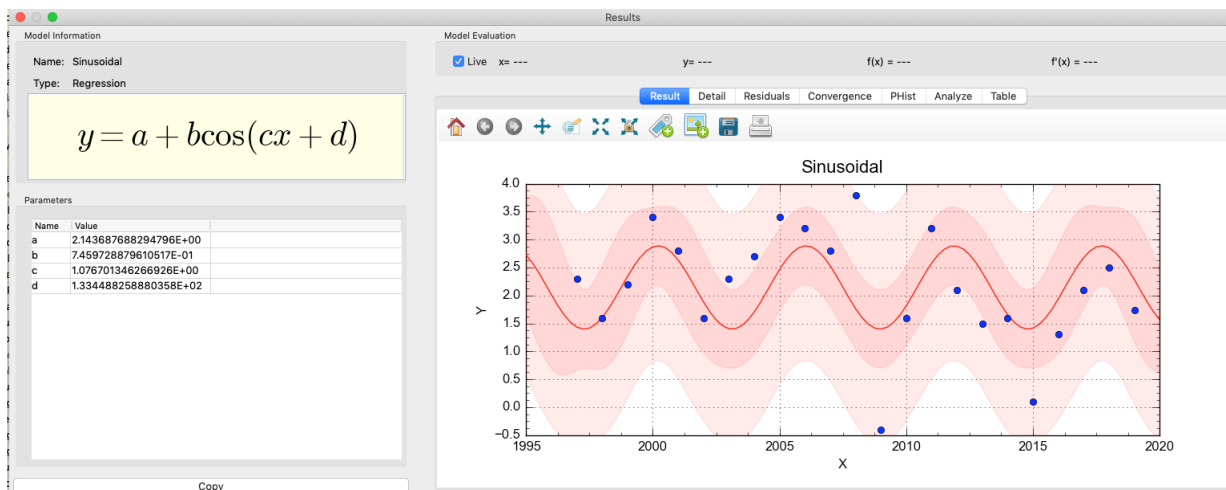 Results
Model Information
Name: Sinusoidal
Type: Regression
y = a + bcos(cx + d)
Parameters
Name Value
a 2.143687688294796E+00
b 7.459728879610517E-01
c 1.076701346266926E+00
d 1.334488258880358E+02
Copy
Model Evaluation
Live x= --- y= --- f(x) = --- f'(x) = ---
Result Detail Residuals Convergence PHist Analyze Table
Sinusoidal
4.0
3.5
3.0
2.5
2.0
1.5
1.0
0.5
0.0
−0.5
Y
1995 2000 2005 2010 2015 2020
X